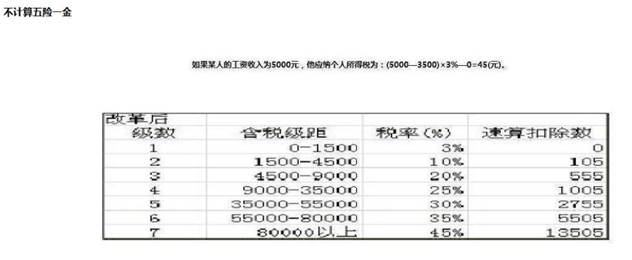 不计算五险一金
如果某人的工资收入为5000元，他应纳个人所得税为：(5000—3500)×3%—0=45(元)。
改革后
级数 含税级距 税率(%) 速算扣除数
1 0-1500 3% 0
2 1500-4500 10% 105
3 4500-9000 20% 555
4 9000-35000 25% 1005
5 35000-55000 30% 2755
6 55000-80000 35% 5505
7 80000以上 45% 13505